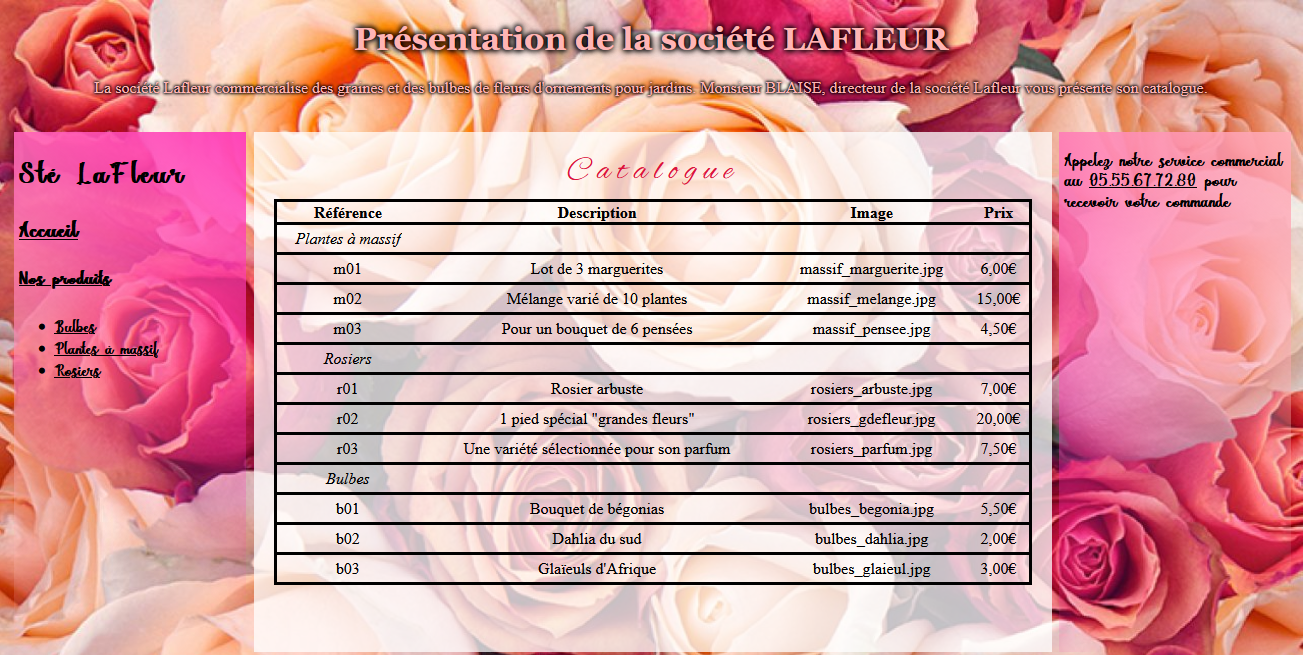 Présentation de la société LAFLEUR
La société Lafleur commercialise des graines et des bulbes de fleurs d'ornements pour jardins. Monsieur BLAISE, directeur de la société Lafleur vous présente son catalogue.
Sté LaFleur
Accueil
Nos produits
Bulbes
Plantes à massif
Rosiers
Catalogue
Référence Description Image Prix
Plantes à massif
m01 Lot de 3 marguerites massif_marguerite.jpg 6,00€
m02 Mélange varié de 10 plantes massif_melange.jpg 15,00€
m03 Pour un bouquet de 6 pensées massif_pensee.jpg 4,50€
Rosiers
r01 Rosier arbuste rosiers_arbuste.jpg 7,00€
r02 1 pied spécial "grandes fleurs" rosiers_gdefleur.jpg 20,00€
r03 Une variété sélectionnée pour son parfum rosiers_parfum.jpg 7,50€
Bulbes
b01 Bouquet de bégonias bulbes_begonia.jpg 5,50€
b02 Dahlia du sud bulbes_dahlia.jpg 2,00€
b03 Glaïeuls d'Afrique bulbes_glaieul.jpg 3,00€
Appelez notre service commercial
au 05.55.67.72.80 pour
recevoir votre commande